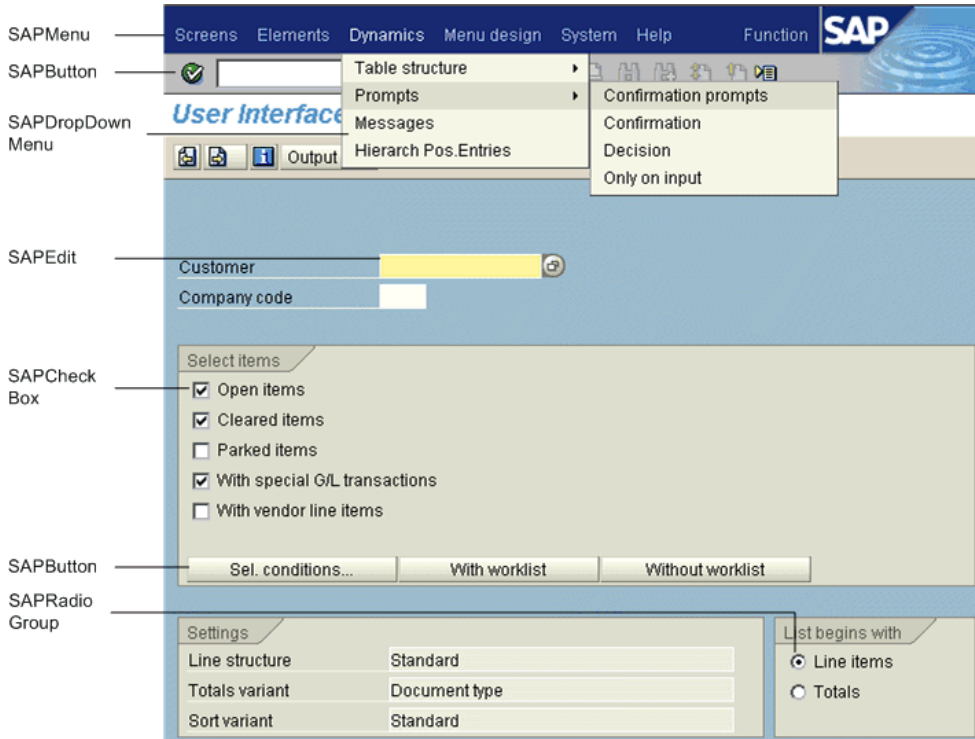 SAPMenu
Screens Elements Dynamics Menu design System Help Function SAP
SAPButton
Table structure
Prompts
Confirmation prompts
SAPDropDown
Menu
User Interface
Messages
Confirmation
Output
Hierarch Pos.Entries
Decision
Only on input
SAPEdit
Customer
Company code
Select items
SAPCheck
Box
Open items
Cleared items
Parked items
With special G/L transactions
With vendor line items
SAPButton
Sel. conditions... With worklist Without worklist
SAPRadio
Group
Settings
List begins with
Line structure Standard
Line items
Totals variant Document type
Totals
Sort variant Standard